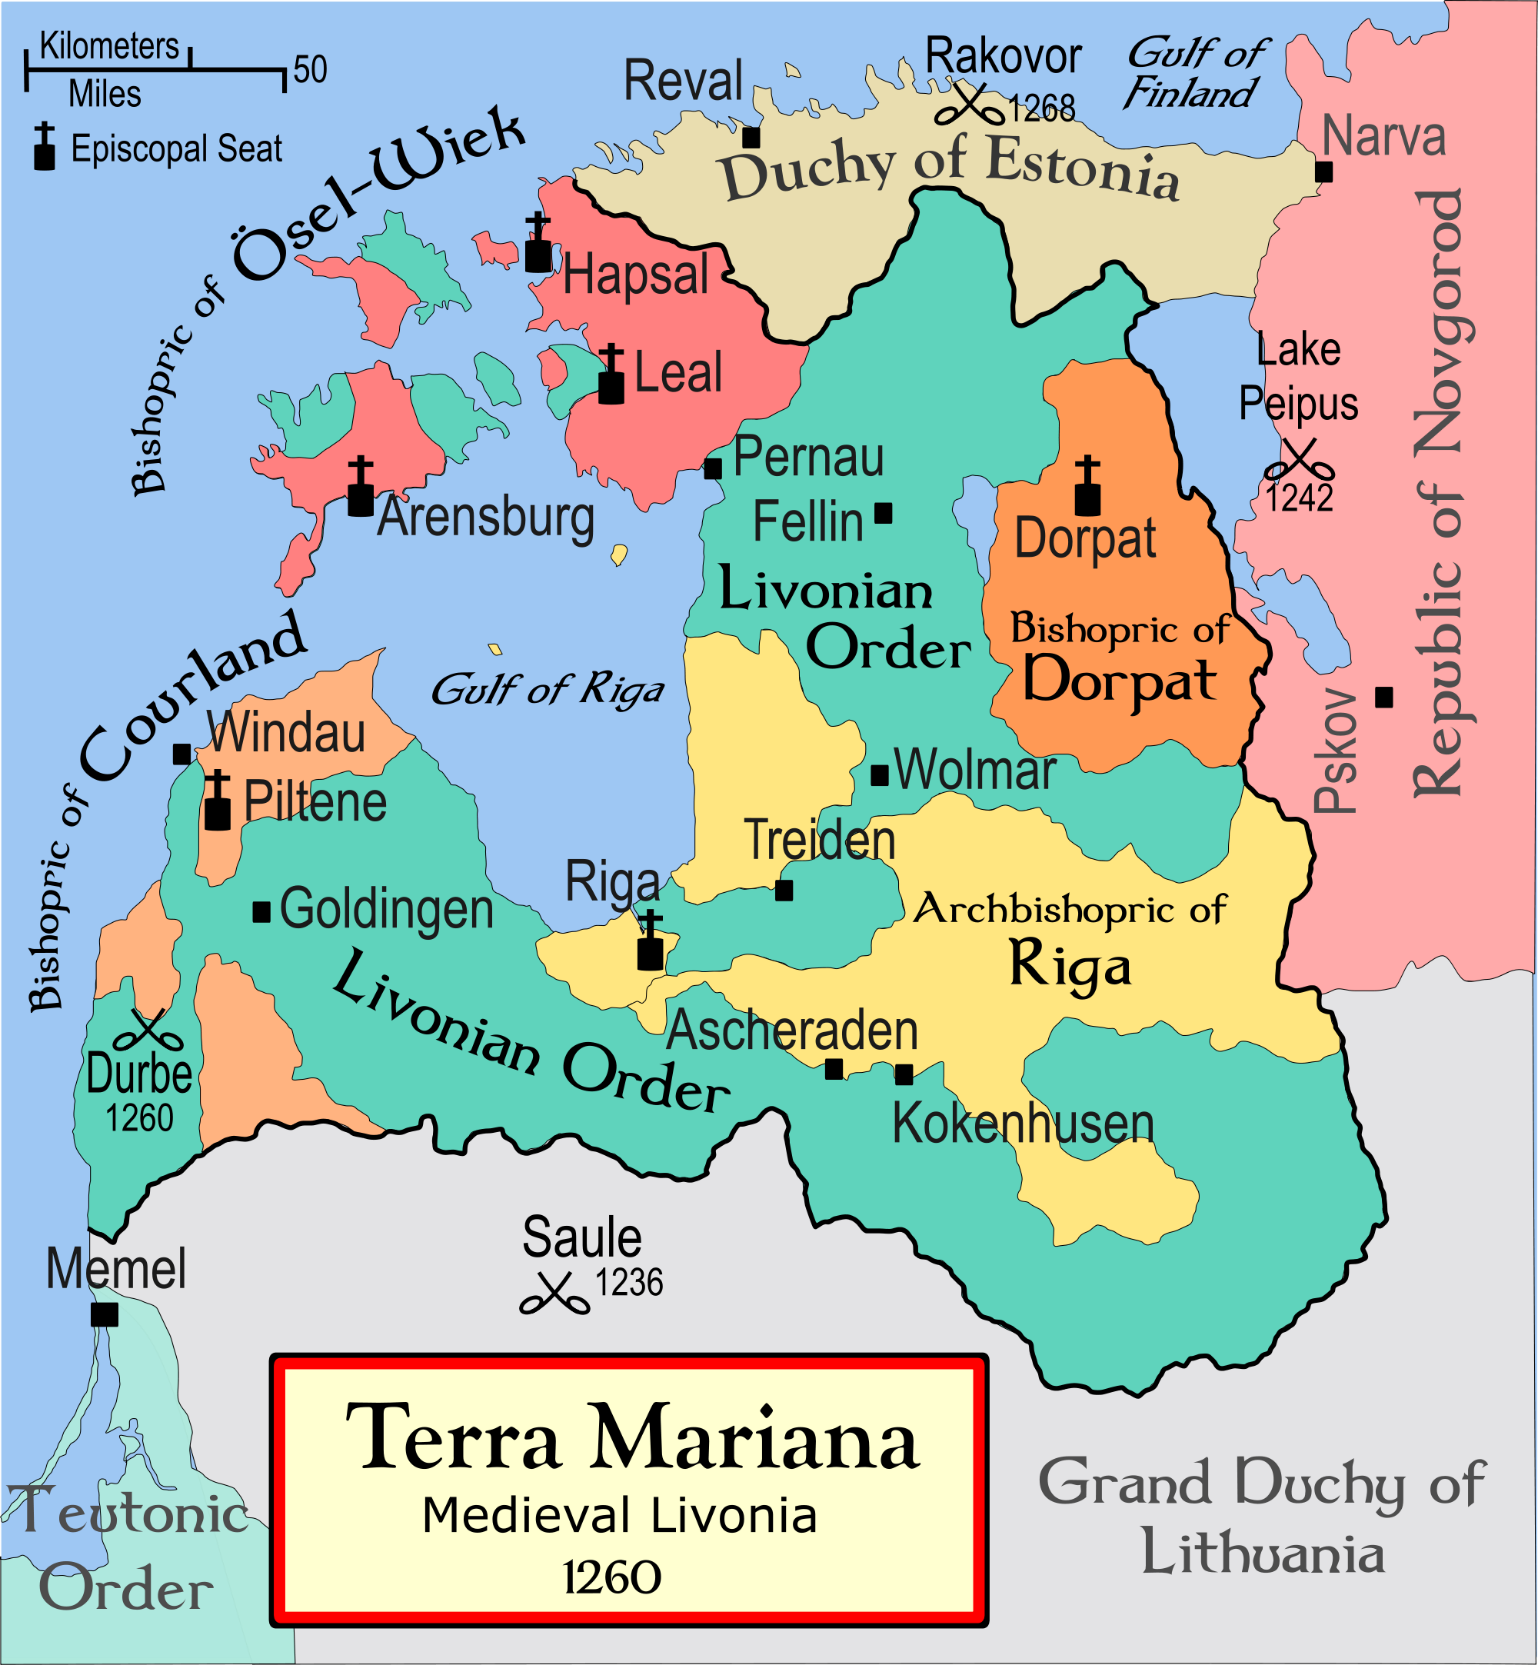 Kilometers
50
Miles
Episcopal Seat
Reval
Rakovor
1268
Gulf of
Finland
Narva
Duchy of Estonia
Bishopric of Ösel-Wiek
Hapsal
Leal
Lake
Peipus
1242
Republic of Novgorod
Pernau
Arensburg
Fellin
Dorpat
Livonian
Order
Bishopric of
Dorpat
Bishopric of Courland
Gulf of Riga
Pskov
Windau
Piltene
Wolmar
Treiden
Riga
Goldingen
Archbishopric of
Riga
Livonian Order
Ascheraden
Kokenhusen
Durbe
1260
Saule
1236
Memel
Teutonic
Order
Terra Mariana
Medieval Livonia
1260
Grand Duchy of
Lithuania